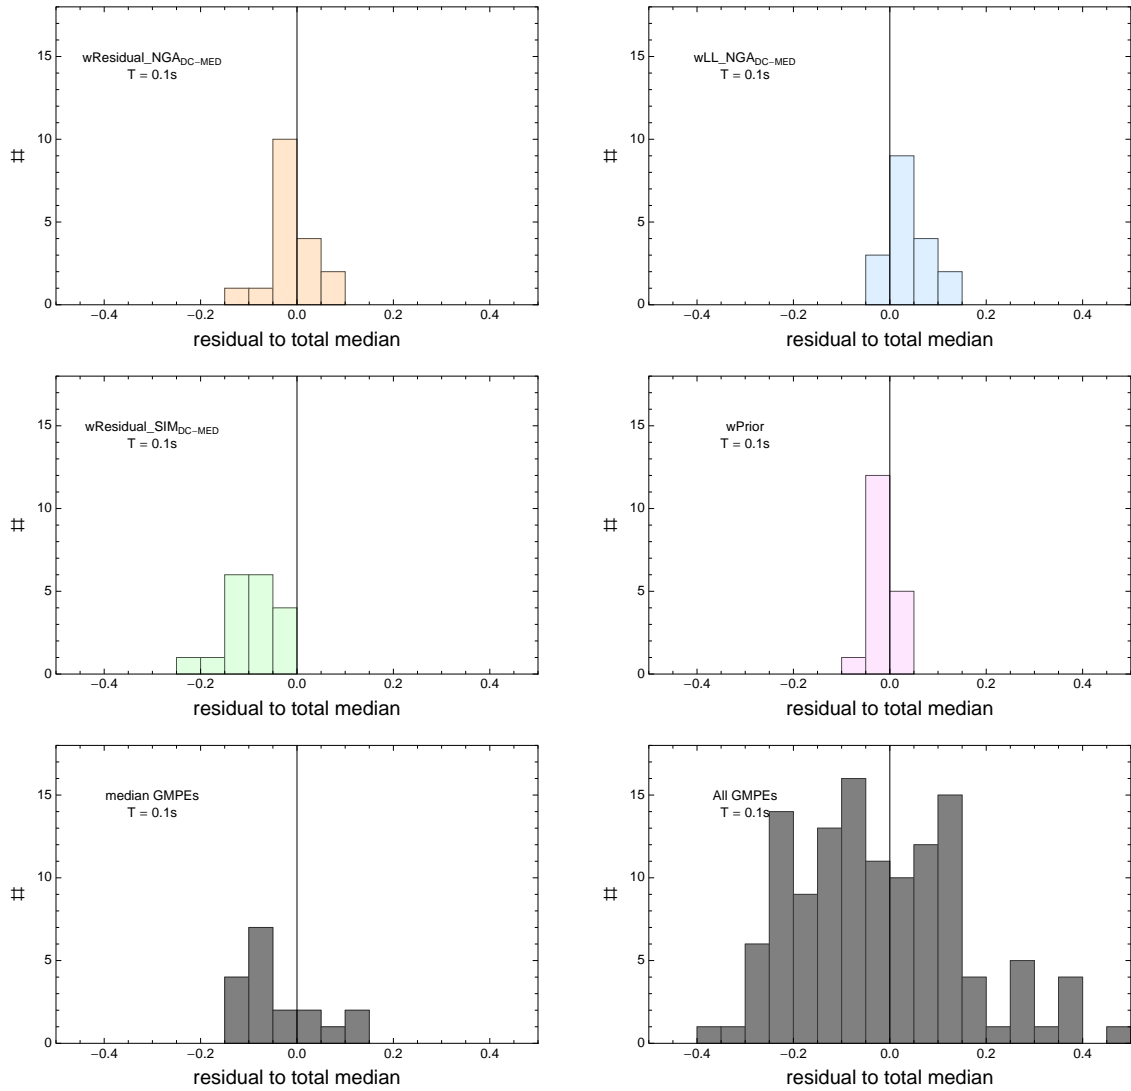 wResidual_NGA_DC−MED
T = 0.1s
15
10
5
0
#
−0.4 −0.2 0.0 0.2 0.4
residual to total median
wLL_NGA_DC−MED
T = 0.1s
15
10
5
0
#
−0.4 −0.2 0.0 0.2 0.4
residual to total median
wResidual_SIM_DC−MED
T = 0.1s
15
10
5
0
#
−0.4 −0.2 0.0 0.2 0.4
residual to total median
wPrior
T = 0.1s
15
10
5
0
#
−0.4 −0.2 0.0 0.2 0.4
residual to total median
median GMPEs
T = 0.1s
15
10
5
0
#
−0.4 −0.2 0.0 0.2 0.4
residual to total median
All GMPEs
T = 0.1s
15
10
5
0
#
−0.4 −0.2 0.0 0.2 0.4
residual to total median